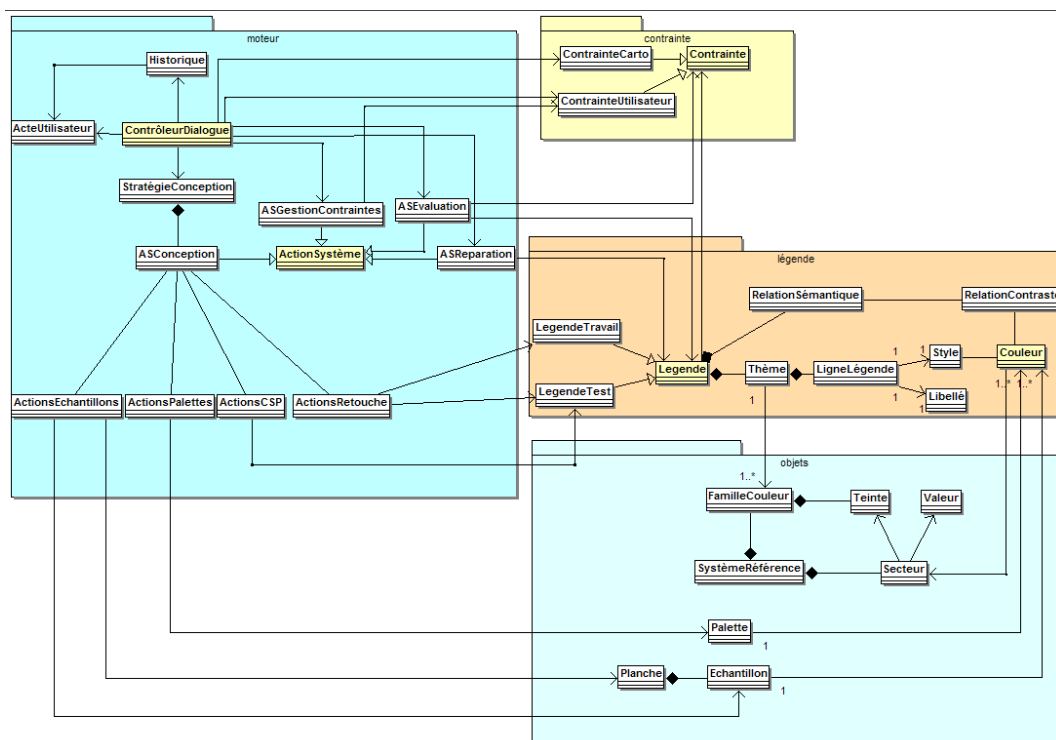 moteur
Historique
ActeUtilisateur
ContrôleurDialogue
StratégieConception
ASGestionContraintes
ASEvaluation
ASConception
ActionSystème
ASReparation
ActionsEchantillons
ActionsPalettes
ActionsCSP
ActionsRetouche
contrainte
ContrainteCarto
Contrainte
ContrainteUtilisateur
légende
RelationSémantique
RelationContraste
LegendeTravail
Legende
Thème
LigneLégende
1
1
Style
Couleur
LegendeTest
1
1
1
Libellé
1..*
1..*
objets
1..*
FamilleCouleur
Teinte
Valeur
SystèmeRéférence
Secteur
Palette
1
Planche
Echantillon
1